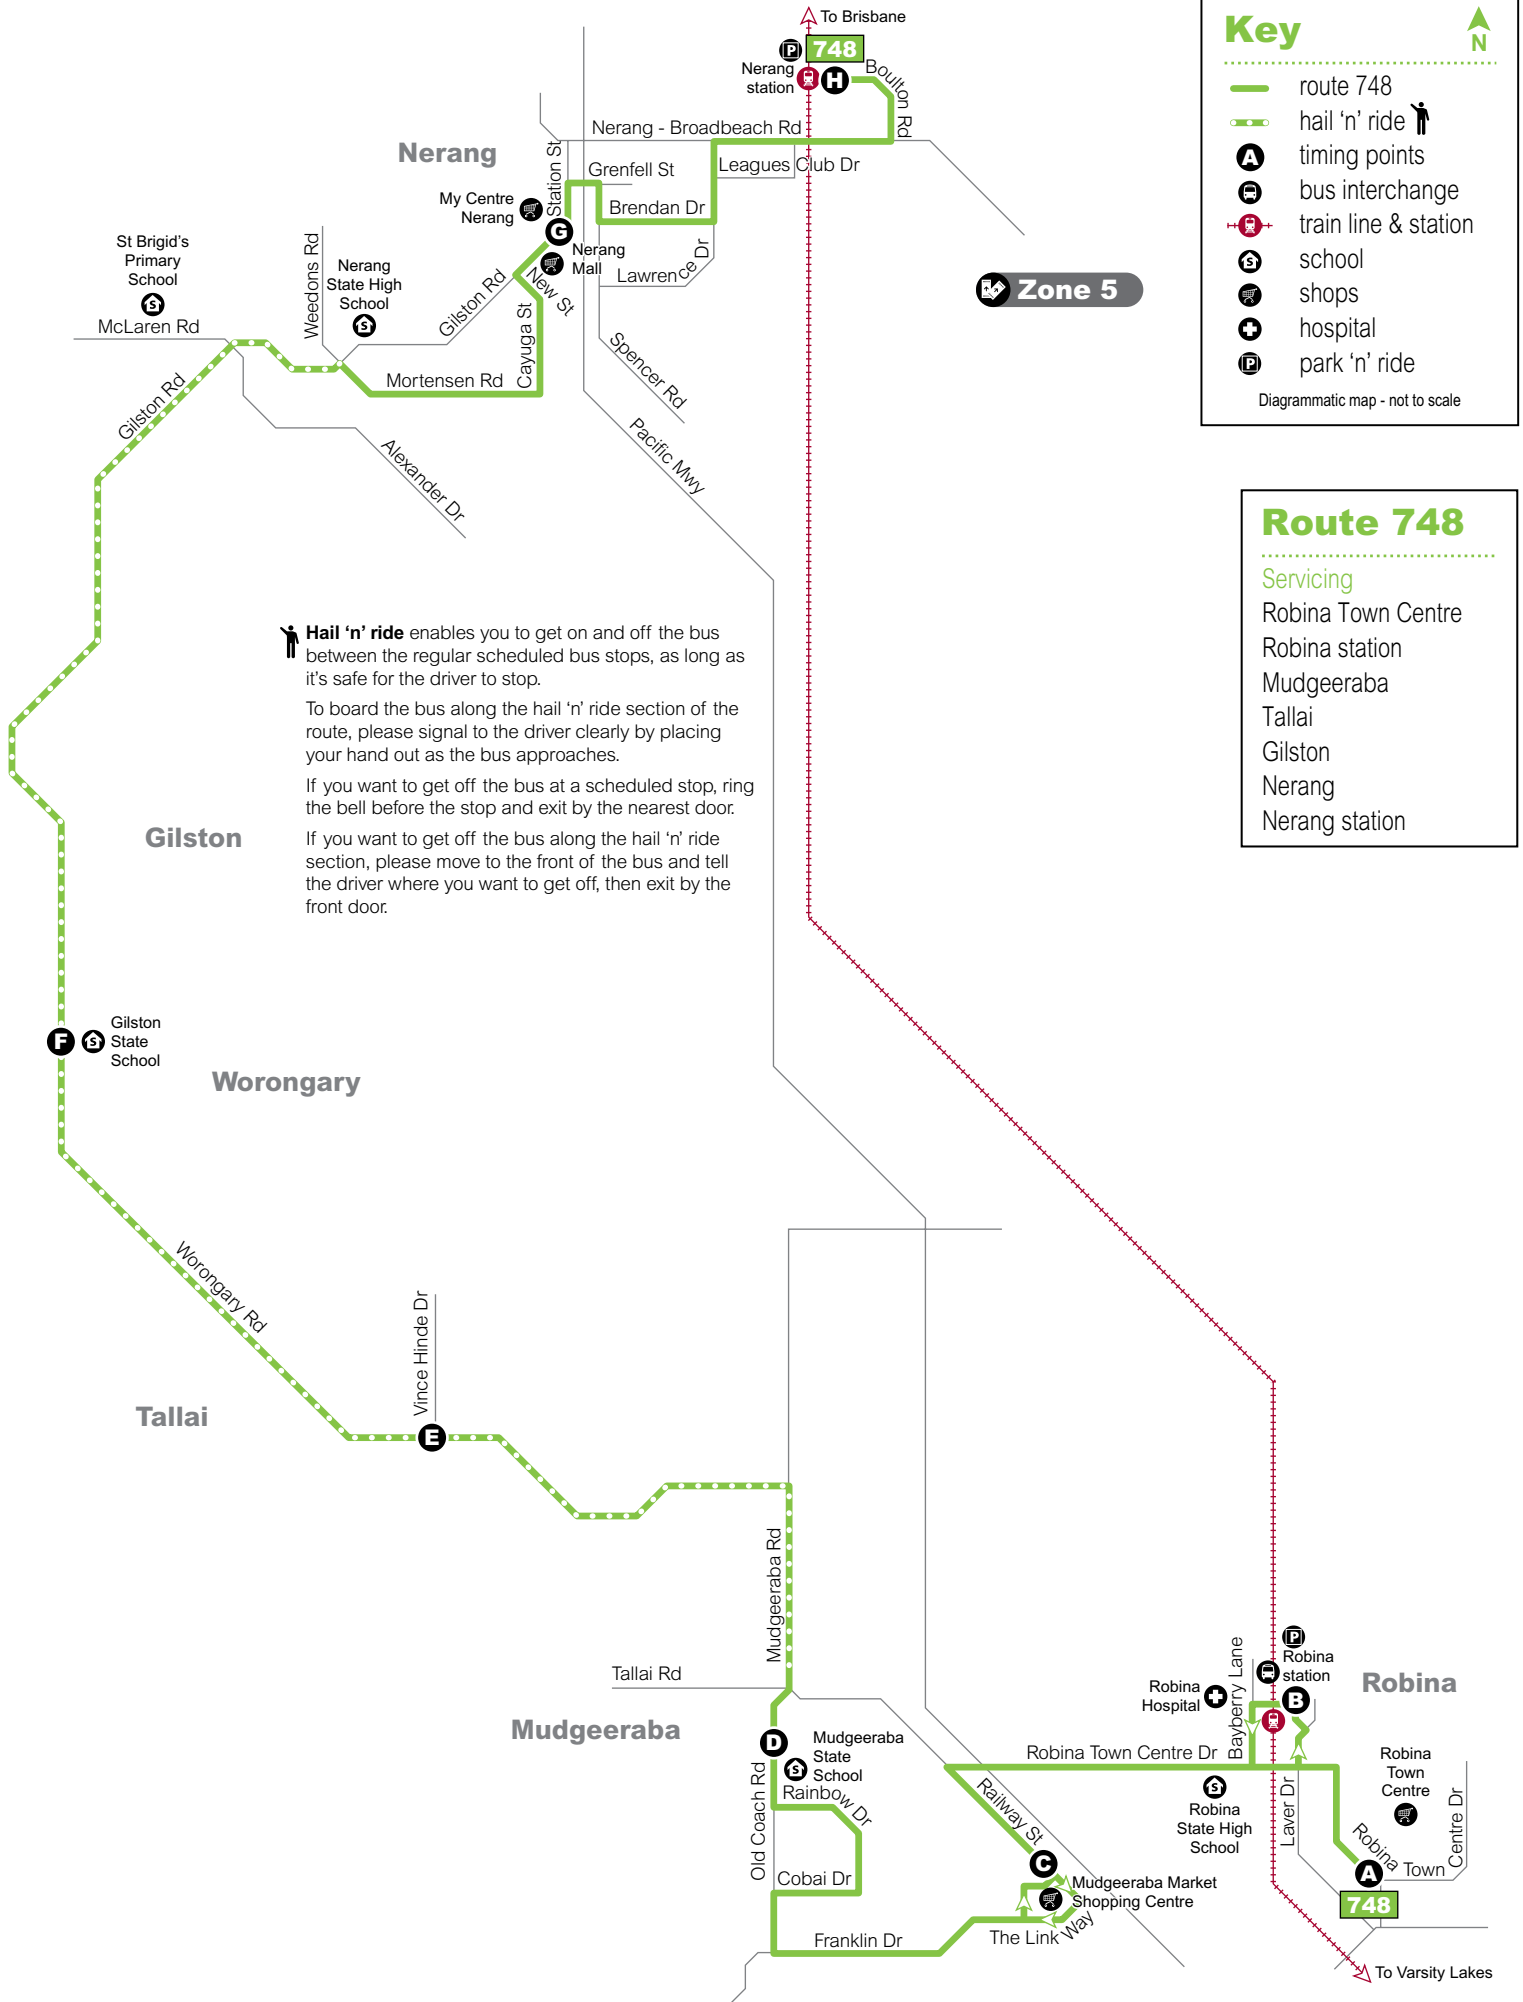 To Brisbane
P
748
Nerang
station
H
Boulton Rd
Nerang - Broadbeach Rd
Leagues Club Dr
Nerang
Station St
Grenfell St
My Centre
Nerang
Brendan Dr
G
Nerang
Mall
Lawrence Dr
New St
St Brigid's
Primary
School
S
McLaren Rd
Weedons Rd
Nerang
State High
School
S
Gilston Rd
Cayuga St
Mortensen Rd
Spencer Rd
Gilston Rd
Alexander Dr
Pacific Mwy
Zone 5
Key
N
route 748
hail ‘n’ ride
A timing points
bus interchange
train line & station
S school
shops
hospital
P park ‘n’ ride
Diagrammatic map - not to scale
Route 748
Servicing
Robina Town Centre
Robina station
Mudgeeraba
Tallai
Gilston
Nerang
Nerang station
Hail ‘n’ ride enables you to get on and off the bus
between the regular scheduled bus stops, as long as
it's safe for the driver to stop.
To board the bus along the hail ‘n’ ride section of the
route, please signal to the driver clearly by placing
your hand out as the bus approaches.
If you want to get off the bus at a scheduled stop, ring
the bell before the stop and exit by the nearest door.
If you want to get off the bus along the hail ‘n’ ride
section, please move to the front of the bus and tell
the driver where you want to get off, then exit by the
front door.
Gilston
F
S
Gilston
State
School
Worongary
Worongary Rd
Vince Hinde Dr
Tallai
E
Mudgeeraba Rd
Tallai Rd
Mudgeeraba
D
Mudgeeraba
State
School
S
Old Coach Rd
Rainbow Dr
Cobai Dr
Franklin Dr
The Link Way
Railway St
C
Mudgeeraba Market
Shopping Centre
Robina Town Centre Dr
Bayberry Lane
Robina
Hospital
P
Robina
station
B
Robina
S
Robina
State High
School
Laver Dr
Robina
Town
Centre
Robina Town Centre Dr
A
748
To Varsity Lakes